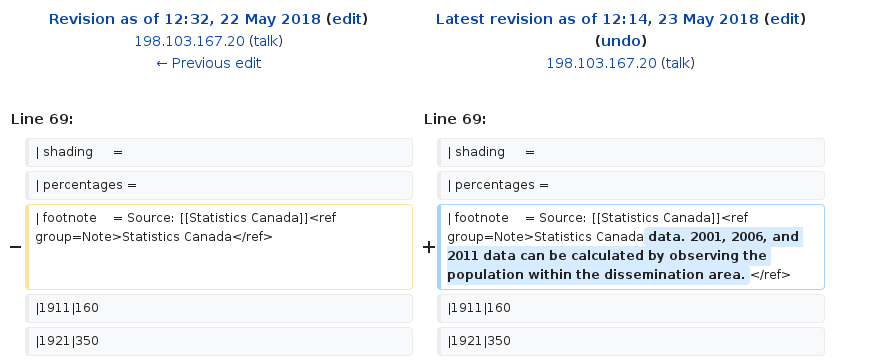 Revision as of 12:32, 22 May 2018 (edit)
198.103.167.20 (talk)
← Previous edit
Latest revision as of 12:14, 23 May 2018 (edit)
(undo)
198.103.167.20 (talk)
Line 69:
Line 69:
| shading     =
| shading     =
| percentages =
| percentages =
−
| footnote    = Source: [[Statistics Canada]]<ref
group=Note>Statistics Canada</ref>
+
| footnote    = Source: [[Statistics Canada]]<ref
group=Note>Statistics Canada data. 2001, 2006, and
2011 data can be calculated by observing the
population within the dissemination area. </ref>
|1911|160
|1911|160
|1921|350
|1921|350